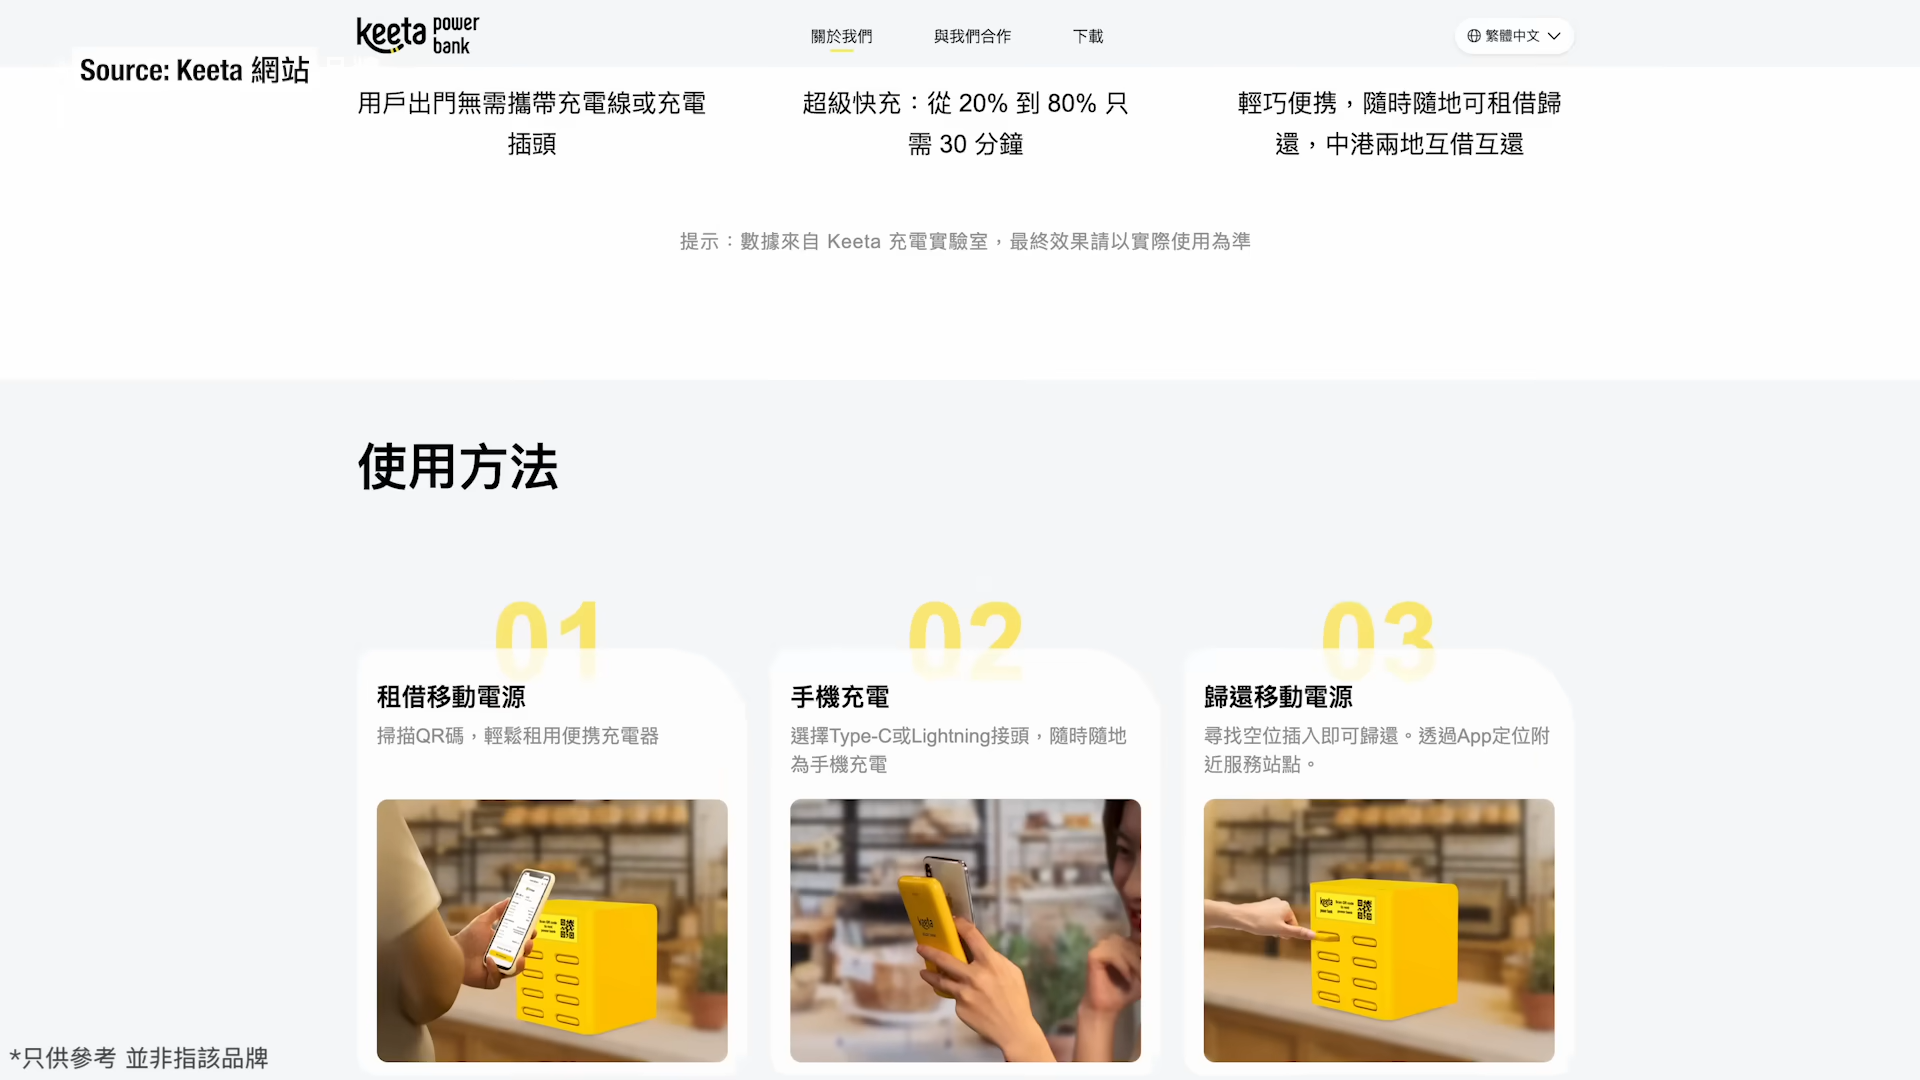 keeta power bank
關於我們
與我們合作
下載
繁體中文
Source: Keeta 網站
用戶出門無需攜帶充電線或充電
插頭
超級快充：從 20% 到 80% 只
需 30 分鐘
輕巧便携，隨時隨地可租借歸
還，中港兩地互借互還
提示：數據來自 Keeta 充電實驗室，最終效果請以實際使用為準
使用方法
01
租借移動電源
掃描QR碼，輕鬆租用便携充電器
02
手機充電
選擇Type-C或Lightning接頭，隨時隨地
為手機充電
keeta
03
歸還移動電源
尋找空位插入即可歸還。透過App定位附
近服務站點。
keeta
*只供參考 並非指該品牌